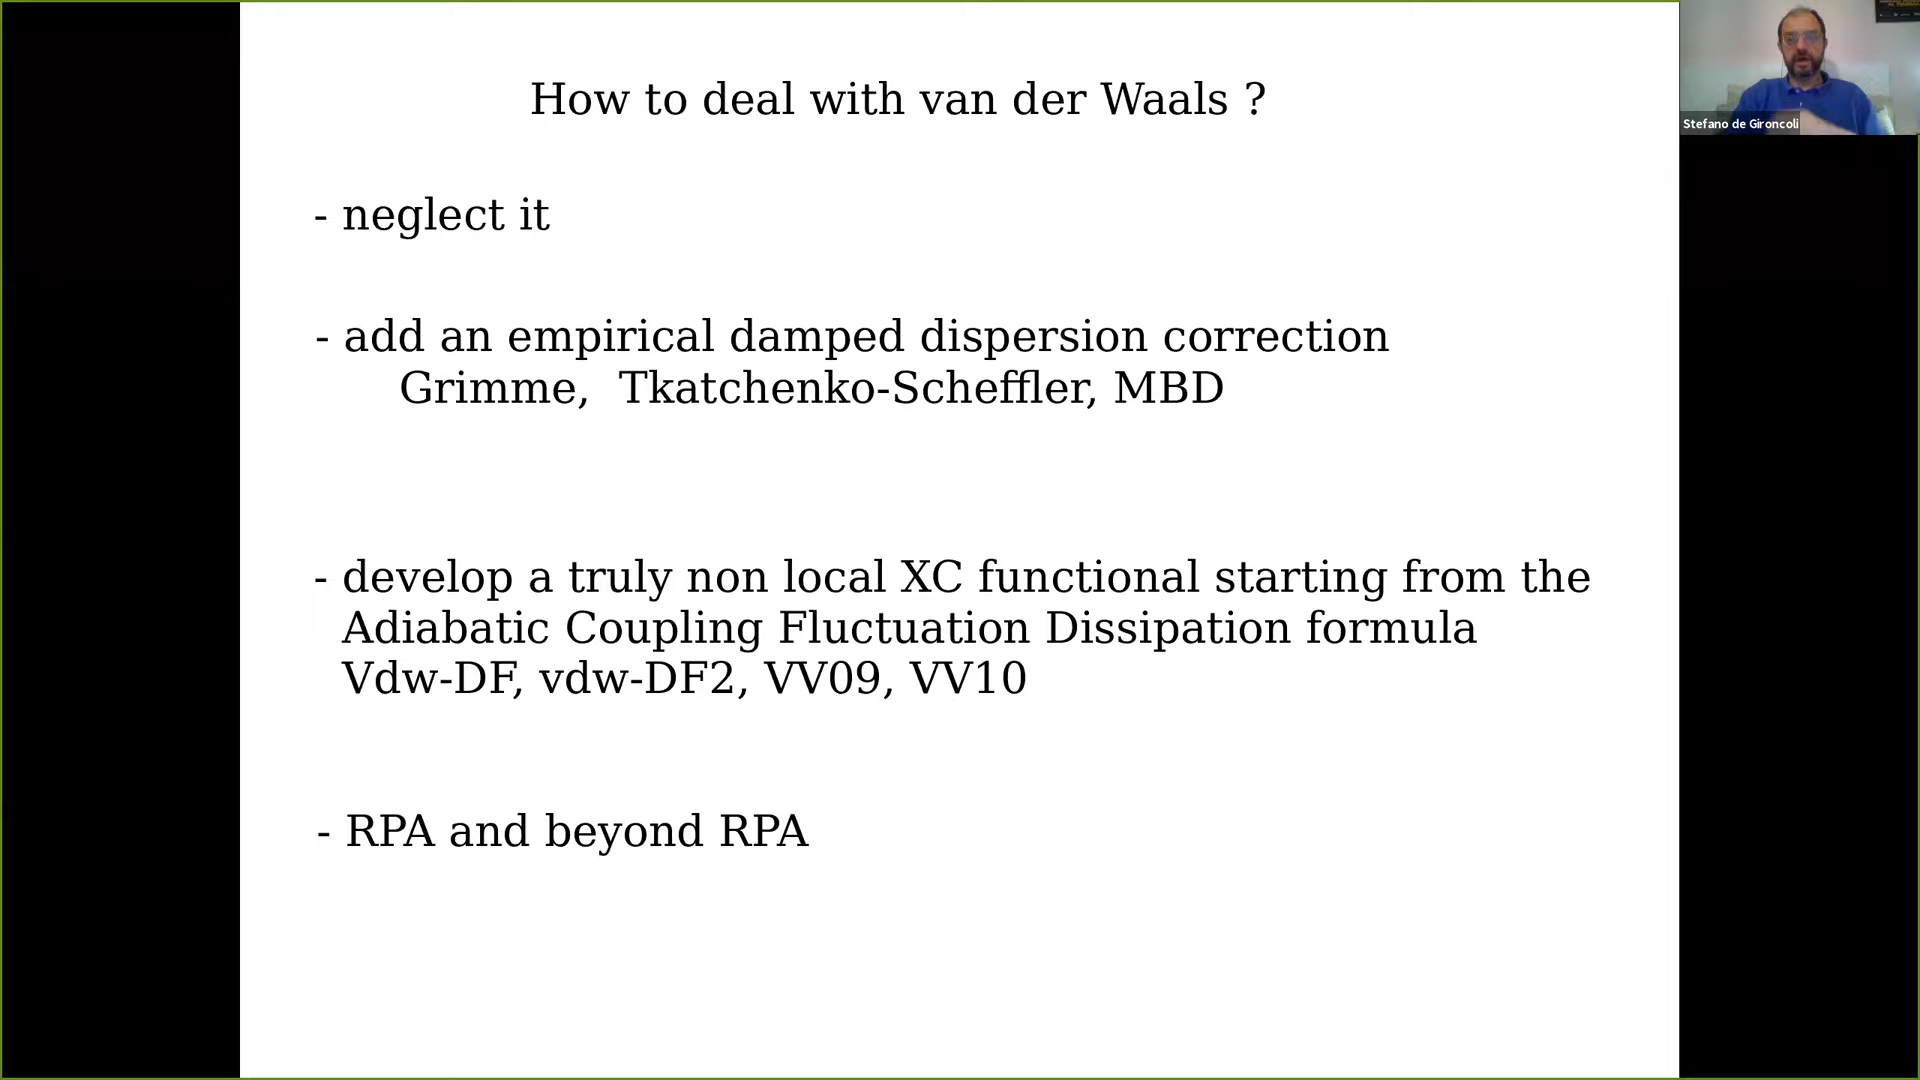 How to deal with van der Waals ?
- neglect it
- add an empirical damped dispersion correction
Grimme, Tkatchenko-Scheffler, MBD
- develop a truly non local XC functional starting from the
Adiabatic Coupling Fluctuation Dissipation formula
Vdw-DF, vdw-DF2, VV09, VV10
- RPA and beyond RPA
Stefano de Gironcoli